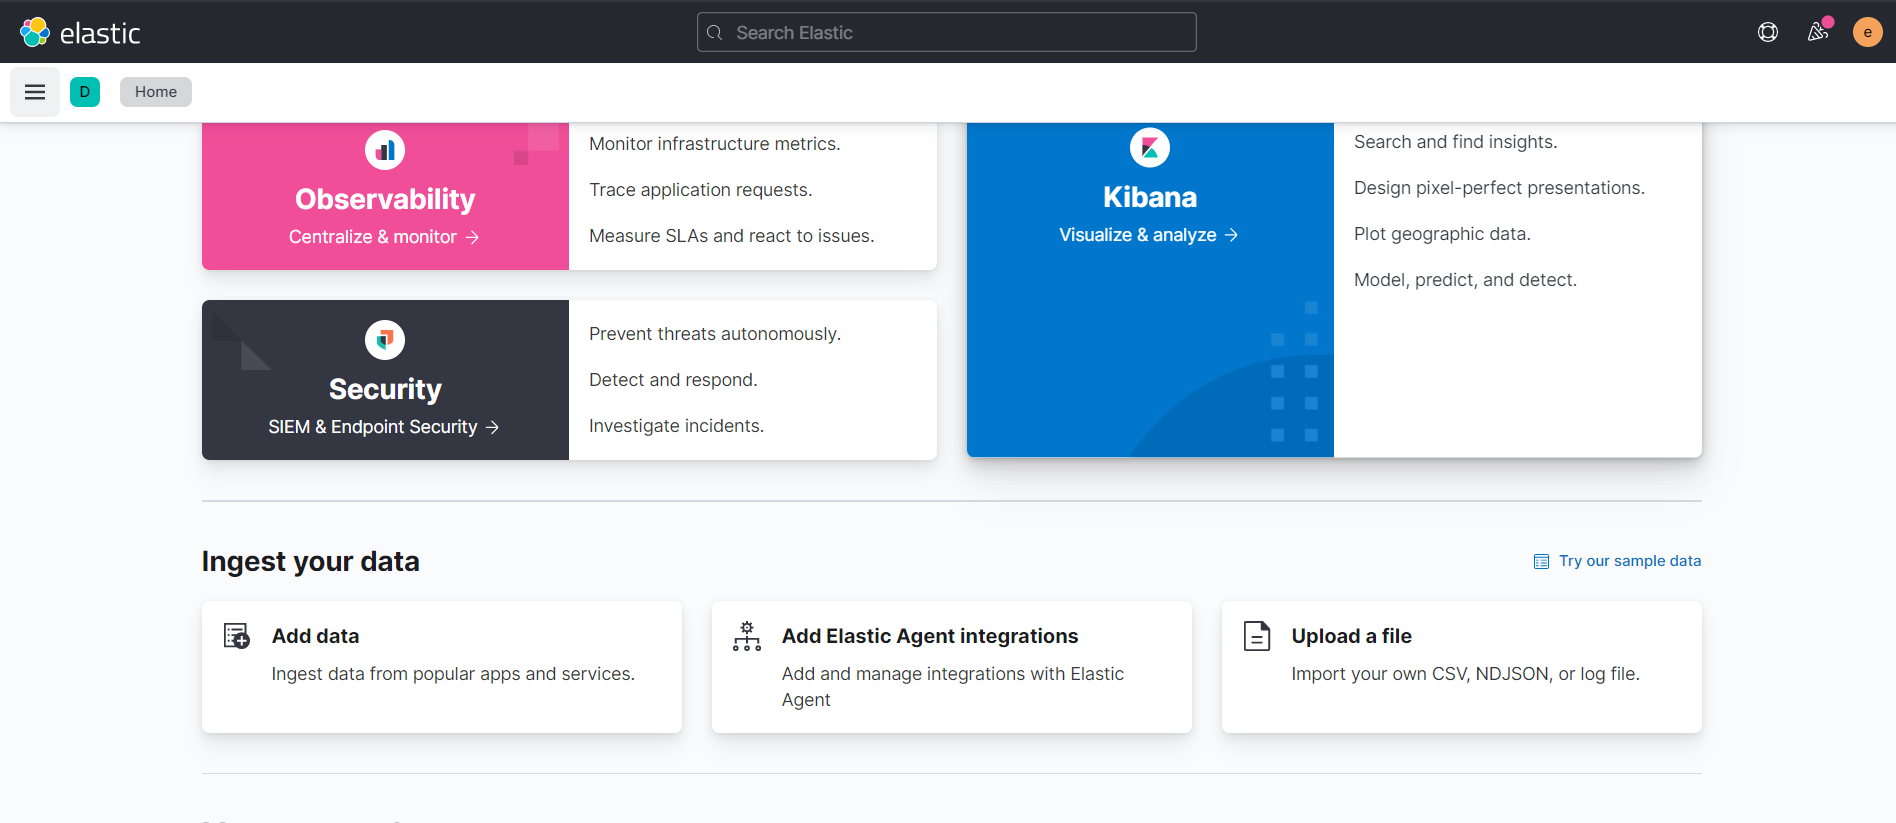 elastic
Search Elastic
e
D
Home
Observability
Centralize & monitor →
Monitor infrastructure metrics.
Trace application requests.
Measure SLAs and react to issues.
Kibana
Visualize & analyze →
Search and find insights.
Design pixel-perfect presentations.
Plot geographic data.
Model, predict, and detect.
Security
SIEM & Endpoint Security →
Prevent threats autonomously.
Detect and respond.
Investigate incidents.
Ingest your data
Try our sample data
Add data
Ingest data from popular apps and services.
Add Elastic Agent integrations
Add and manage integrations with Elastic
Agent
Upload a file
Import your own CSV, NDJSON, or log file.